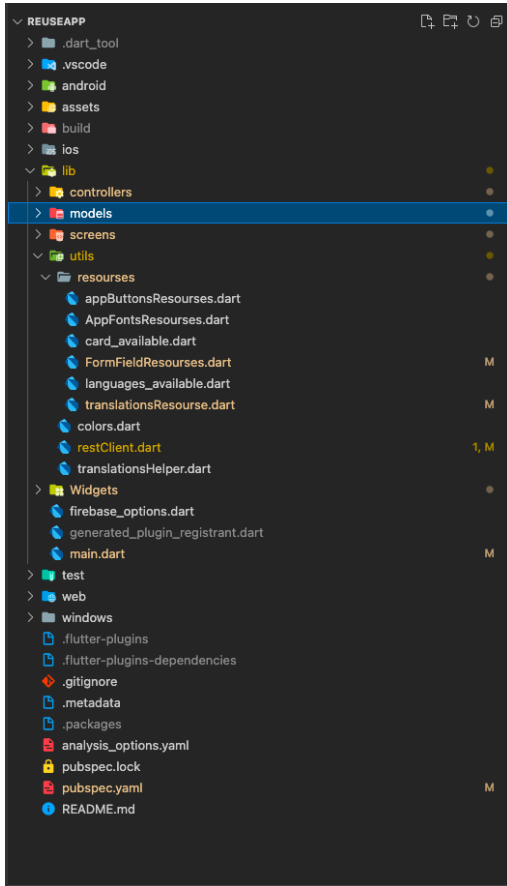 REUSEAPP
.dart_tool
.vscode
android
assets
build
ios
lib
controllers
models
screens
utils
resourses
appButtonsResourses.dart
AppFontsResourses.dart
card_available.dart
FormFieldResourses.dart M
languages_available.dart
translationsResourse.dart M
colors.dart
restClient.dart 1, M
translationsHelper.dart
Widgets
firebase_options.dart
generated_plugin_registrant.dart
main.dart M
test
web
windows
.flutter-plugins
.flutter-plugins-dependencies
.gitignore
.metadata
.packages
analysis_options.yaml
pubspec.lock
pubspec.yaml M
README.md